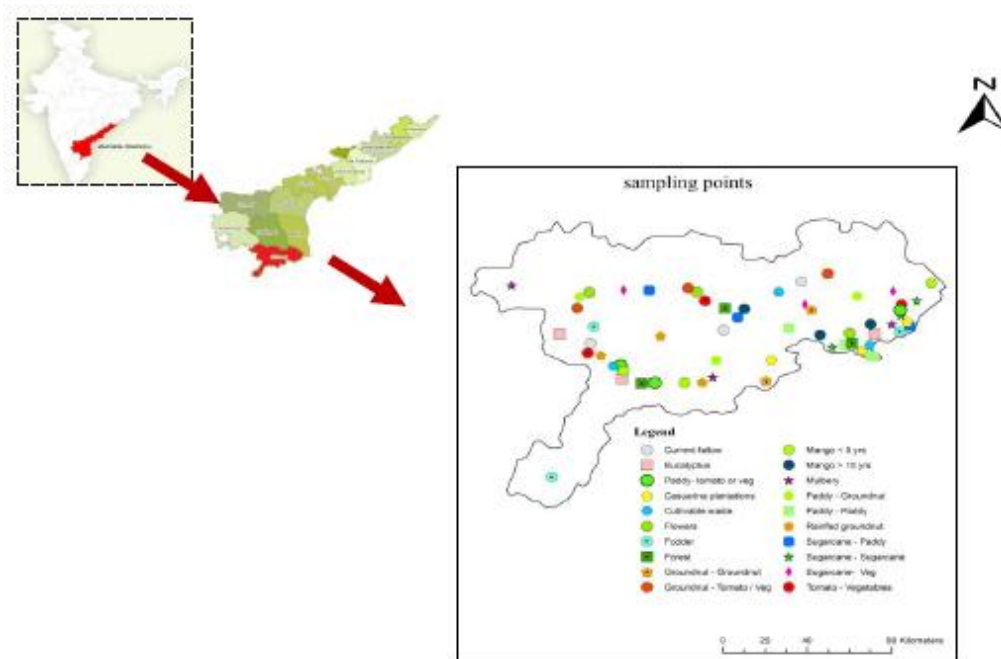 N
sampling points
Legend
Current fallow
Eucalyptus
Paddy- tomato or veg
Casuarina plantations
Cultivable waste
Flowers
Fodder
Forest
Groundnut - Groundnut
Groundnut - Tomato / Veg
Mango < 5 yrs
Mango > 10 yrs
Mulbery
Paddy - Groundnut
Paddy - Paddy
Rainfed groundnut
Sugarcane - Paddy
Sugarcane - Sugarcane
Sugarcane- Veg
Tomato - Vegetables
0 20 40 80 Kilometers